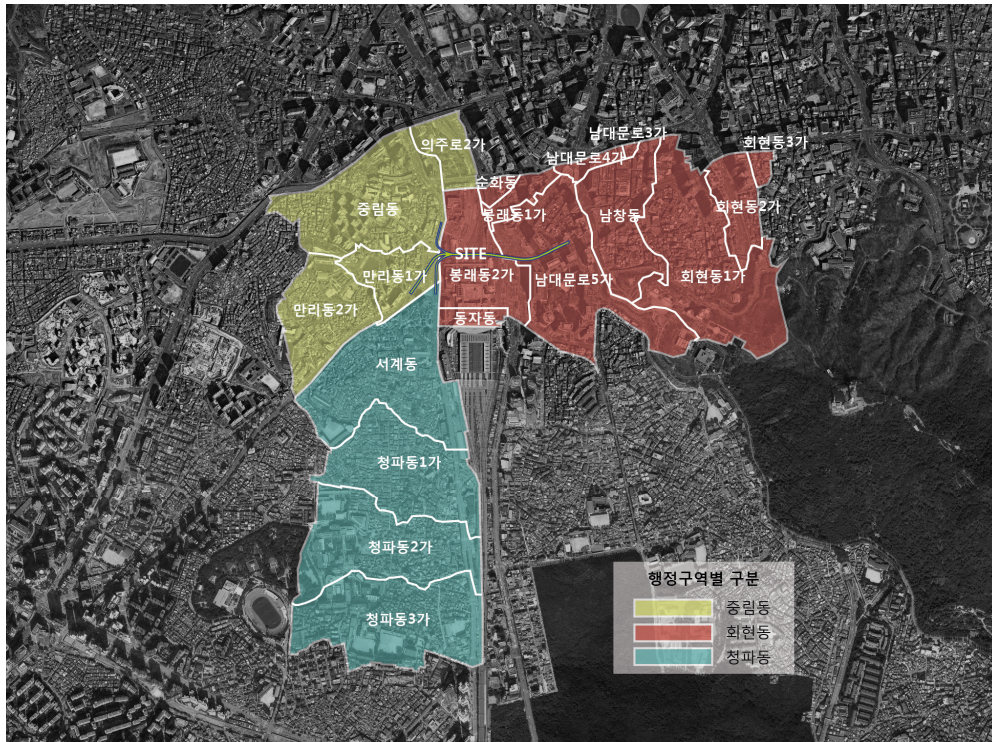 남대문로3가
의주로2가
회현동3가
남대문로4가
순화동
중림동
봉래동1가
남창동
회현동2가
SITE
만리동1가
봉래동2가
남대문로5가
회현동1가
만리동2가
동자동
서계동
청파동1가
청파동2가
청파동3가
행정구역별 구분
중림동
회현동
청파동